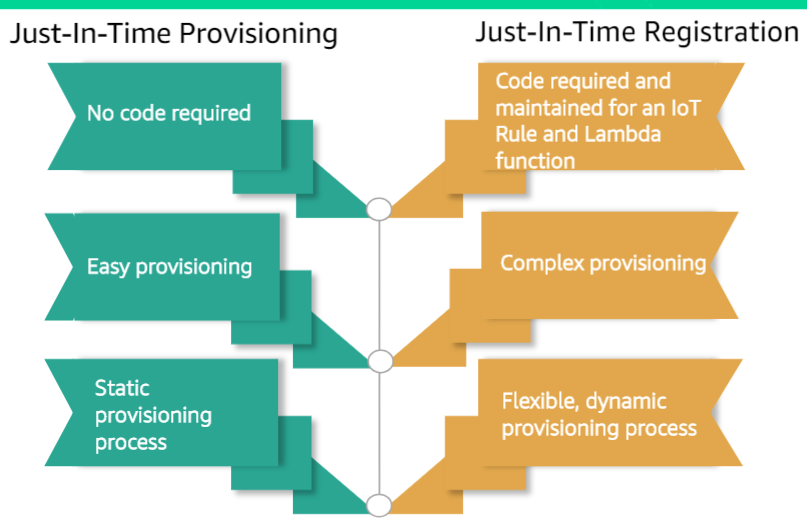 Just-In-Time Provisioning
Just-In-Time Registration
No code required
Code required and
maintained for an IoT
Rule and Lambda
function
Easy provisioning
Complex provisioning
Static
provisioning
process
Flexible, dynamic
provisioning process